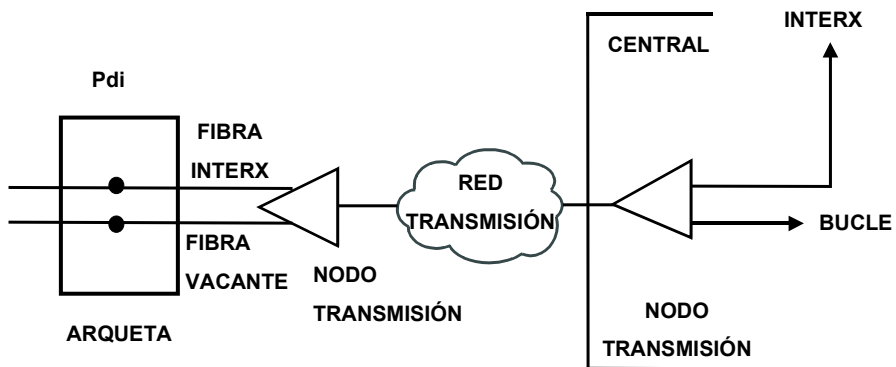 Pdi
FIBRA
INTERX
FIBRA
VACANTE
ARQUETA
NODO
TRANSMISIÓN
RED
TRANSMISIÓN
CENTRAL
INTERX
BUCLE
NODO
TRANSMISIÓN